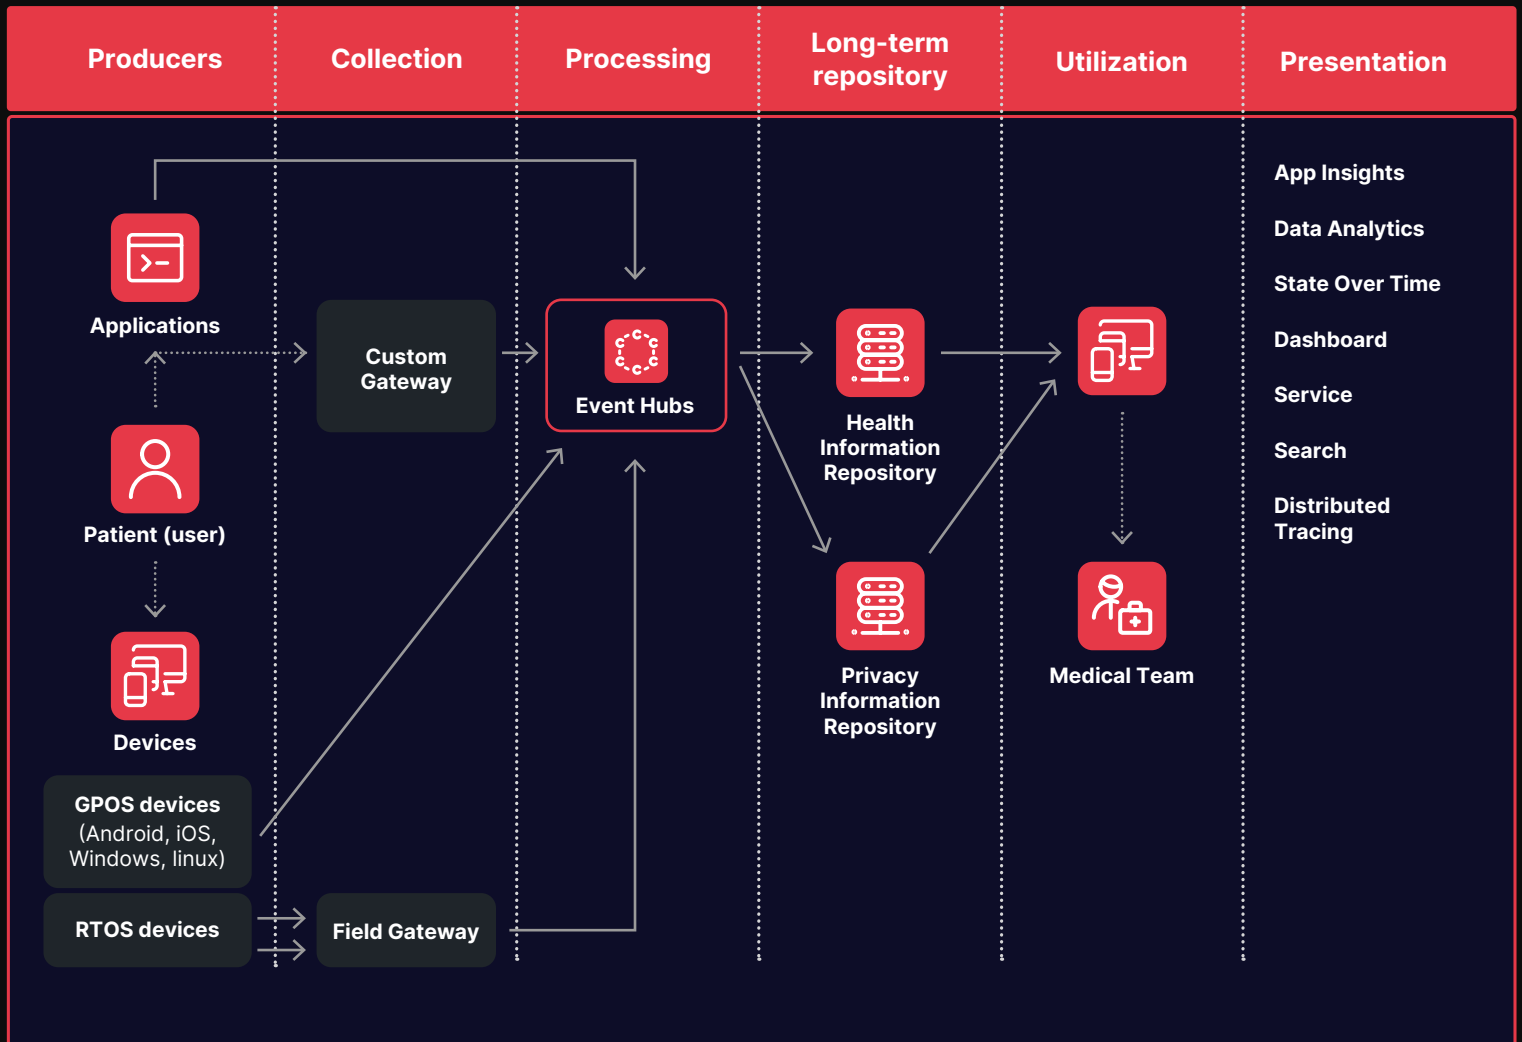 Producers
Collection
Processing
Long-term
repository
Utilization
Presentation
Applications
Patient (user)
Devices
GPOS devices
(Android, iOS,
Windows, linux)
RTOS devices
Custom
Gateway
Field Gateway
Event Hubs
Health
Information
Repository
Privacy
Information
Repository
Medical Team
App Insights
Data Analytics
State Over Time
Dashboard
Service
Search
Distributed
Tracing